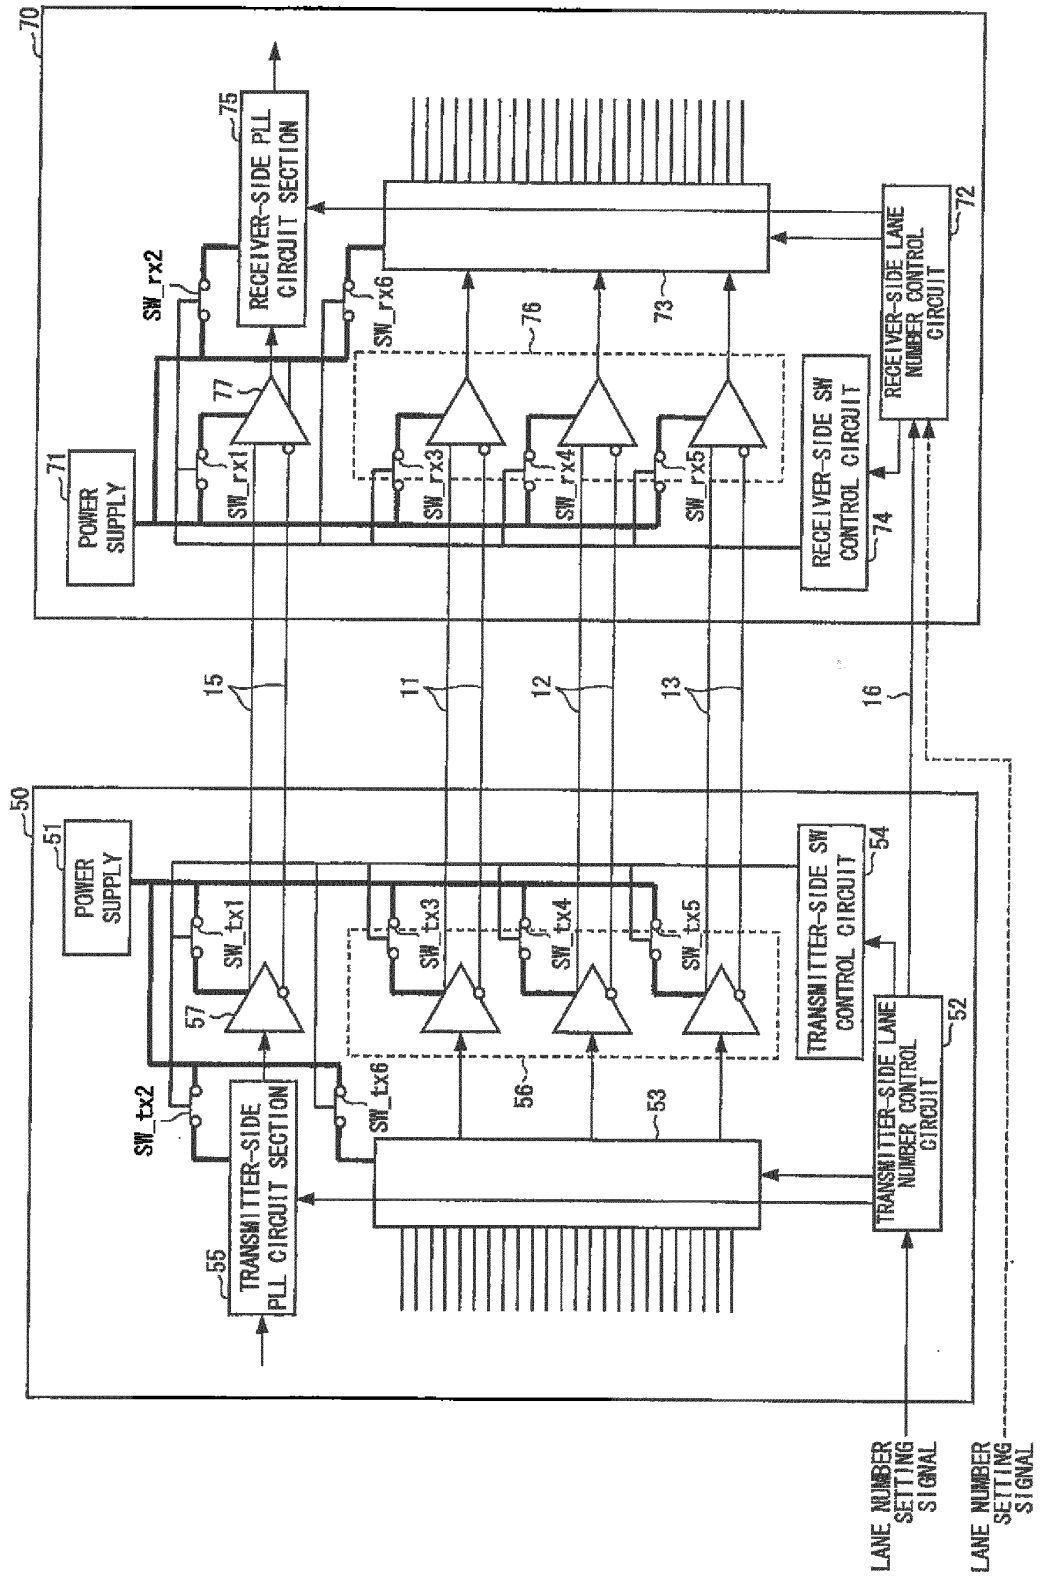 50
51
POWER
SUPPLY
SW_tx2
SW_tx1
57
55
TRANSMITTER-SIDE
PLL CIRCUIT SECTION
SW_tx6
SW_tx3
SW_tx4
SW_tx5
56
53
TRANSMITTER-SIDE SW
CONTROL CIRCUIT
54
TRANSMITTER-SIDE LANE
NUMBER CONTROL
CIRCUIT
52
LANE NUMBER
SETTING
SIGNAL
LANE NUMBER
SETTING
SIGNAL
15
11
12
13
16
70
71
POWER
SUPPLY
SW_rx1
SW_rx2
77
75
RECEIVER-SIDE PLL
CIRCUIT SECTION
SW_rx6
SW_rx3
SW_rx4
SW_rx5
76
73
RECEIVER-SIDE SW
CONTROL CIRCUIT
74
RECEIVER-SIDE LANE
NUMBER CONTROL
CIRCUIT
72